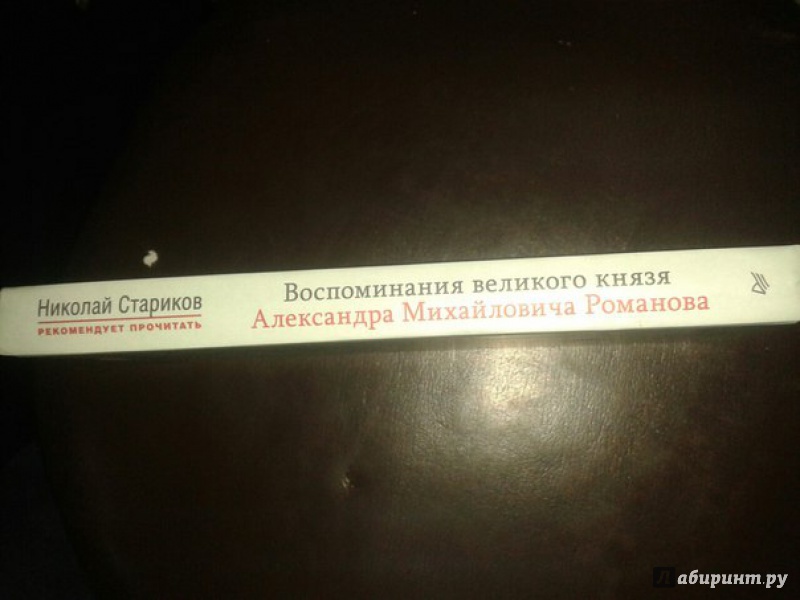 Николай Стариков
РЕКОМЕНДУЕТ ПРОЧИТАТЬ
Воспоминания великого князя
Александра Михайловича Романова
Лабиринт.ру